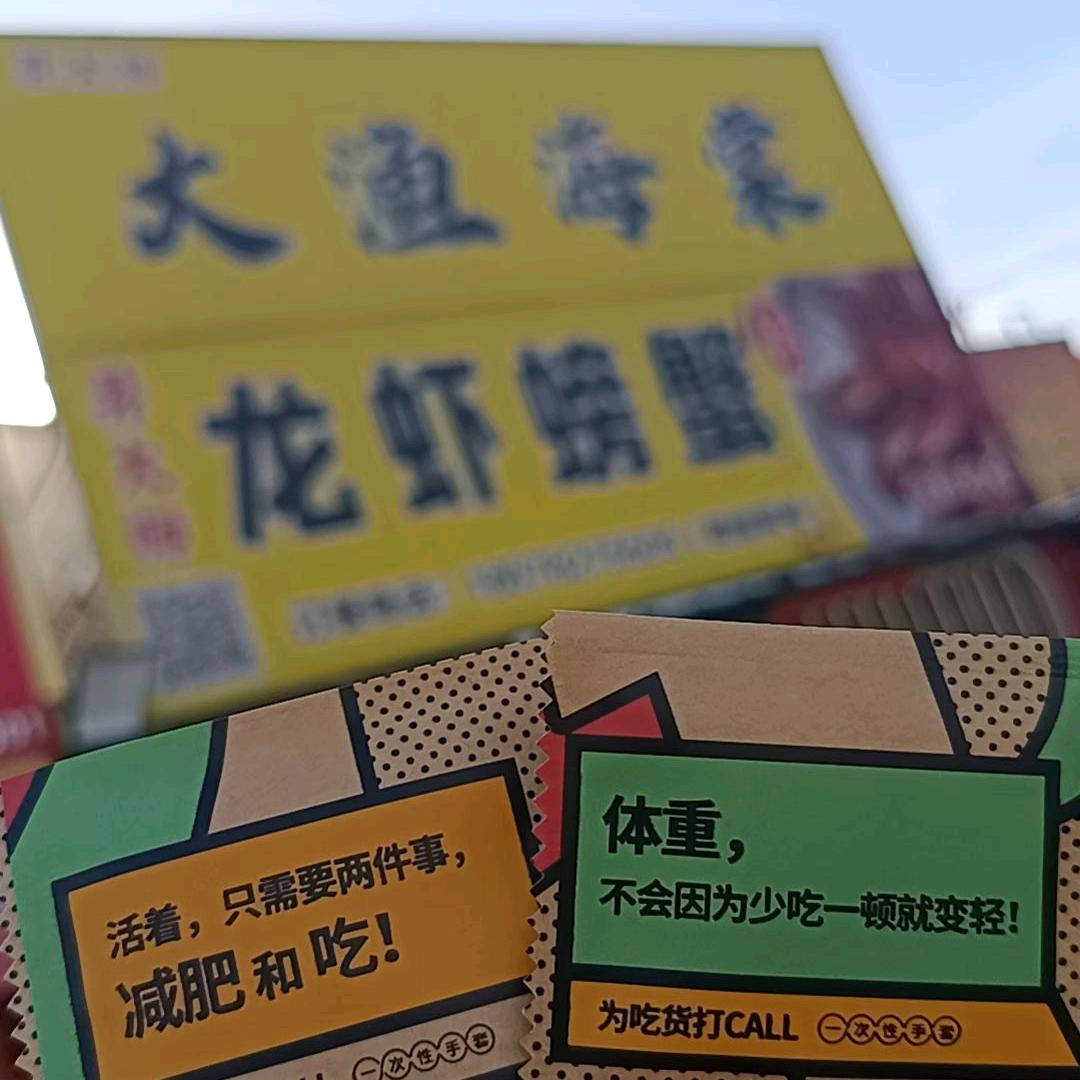 大渔海棠
龙虾螃蟹
活着，只需要两件事，
减肥和吃！
一次性手套
体重，
不会因为少吃一顿就变轻！
为吃货打CALL 一次性手套